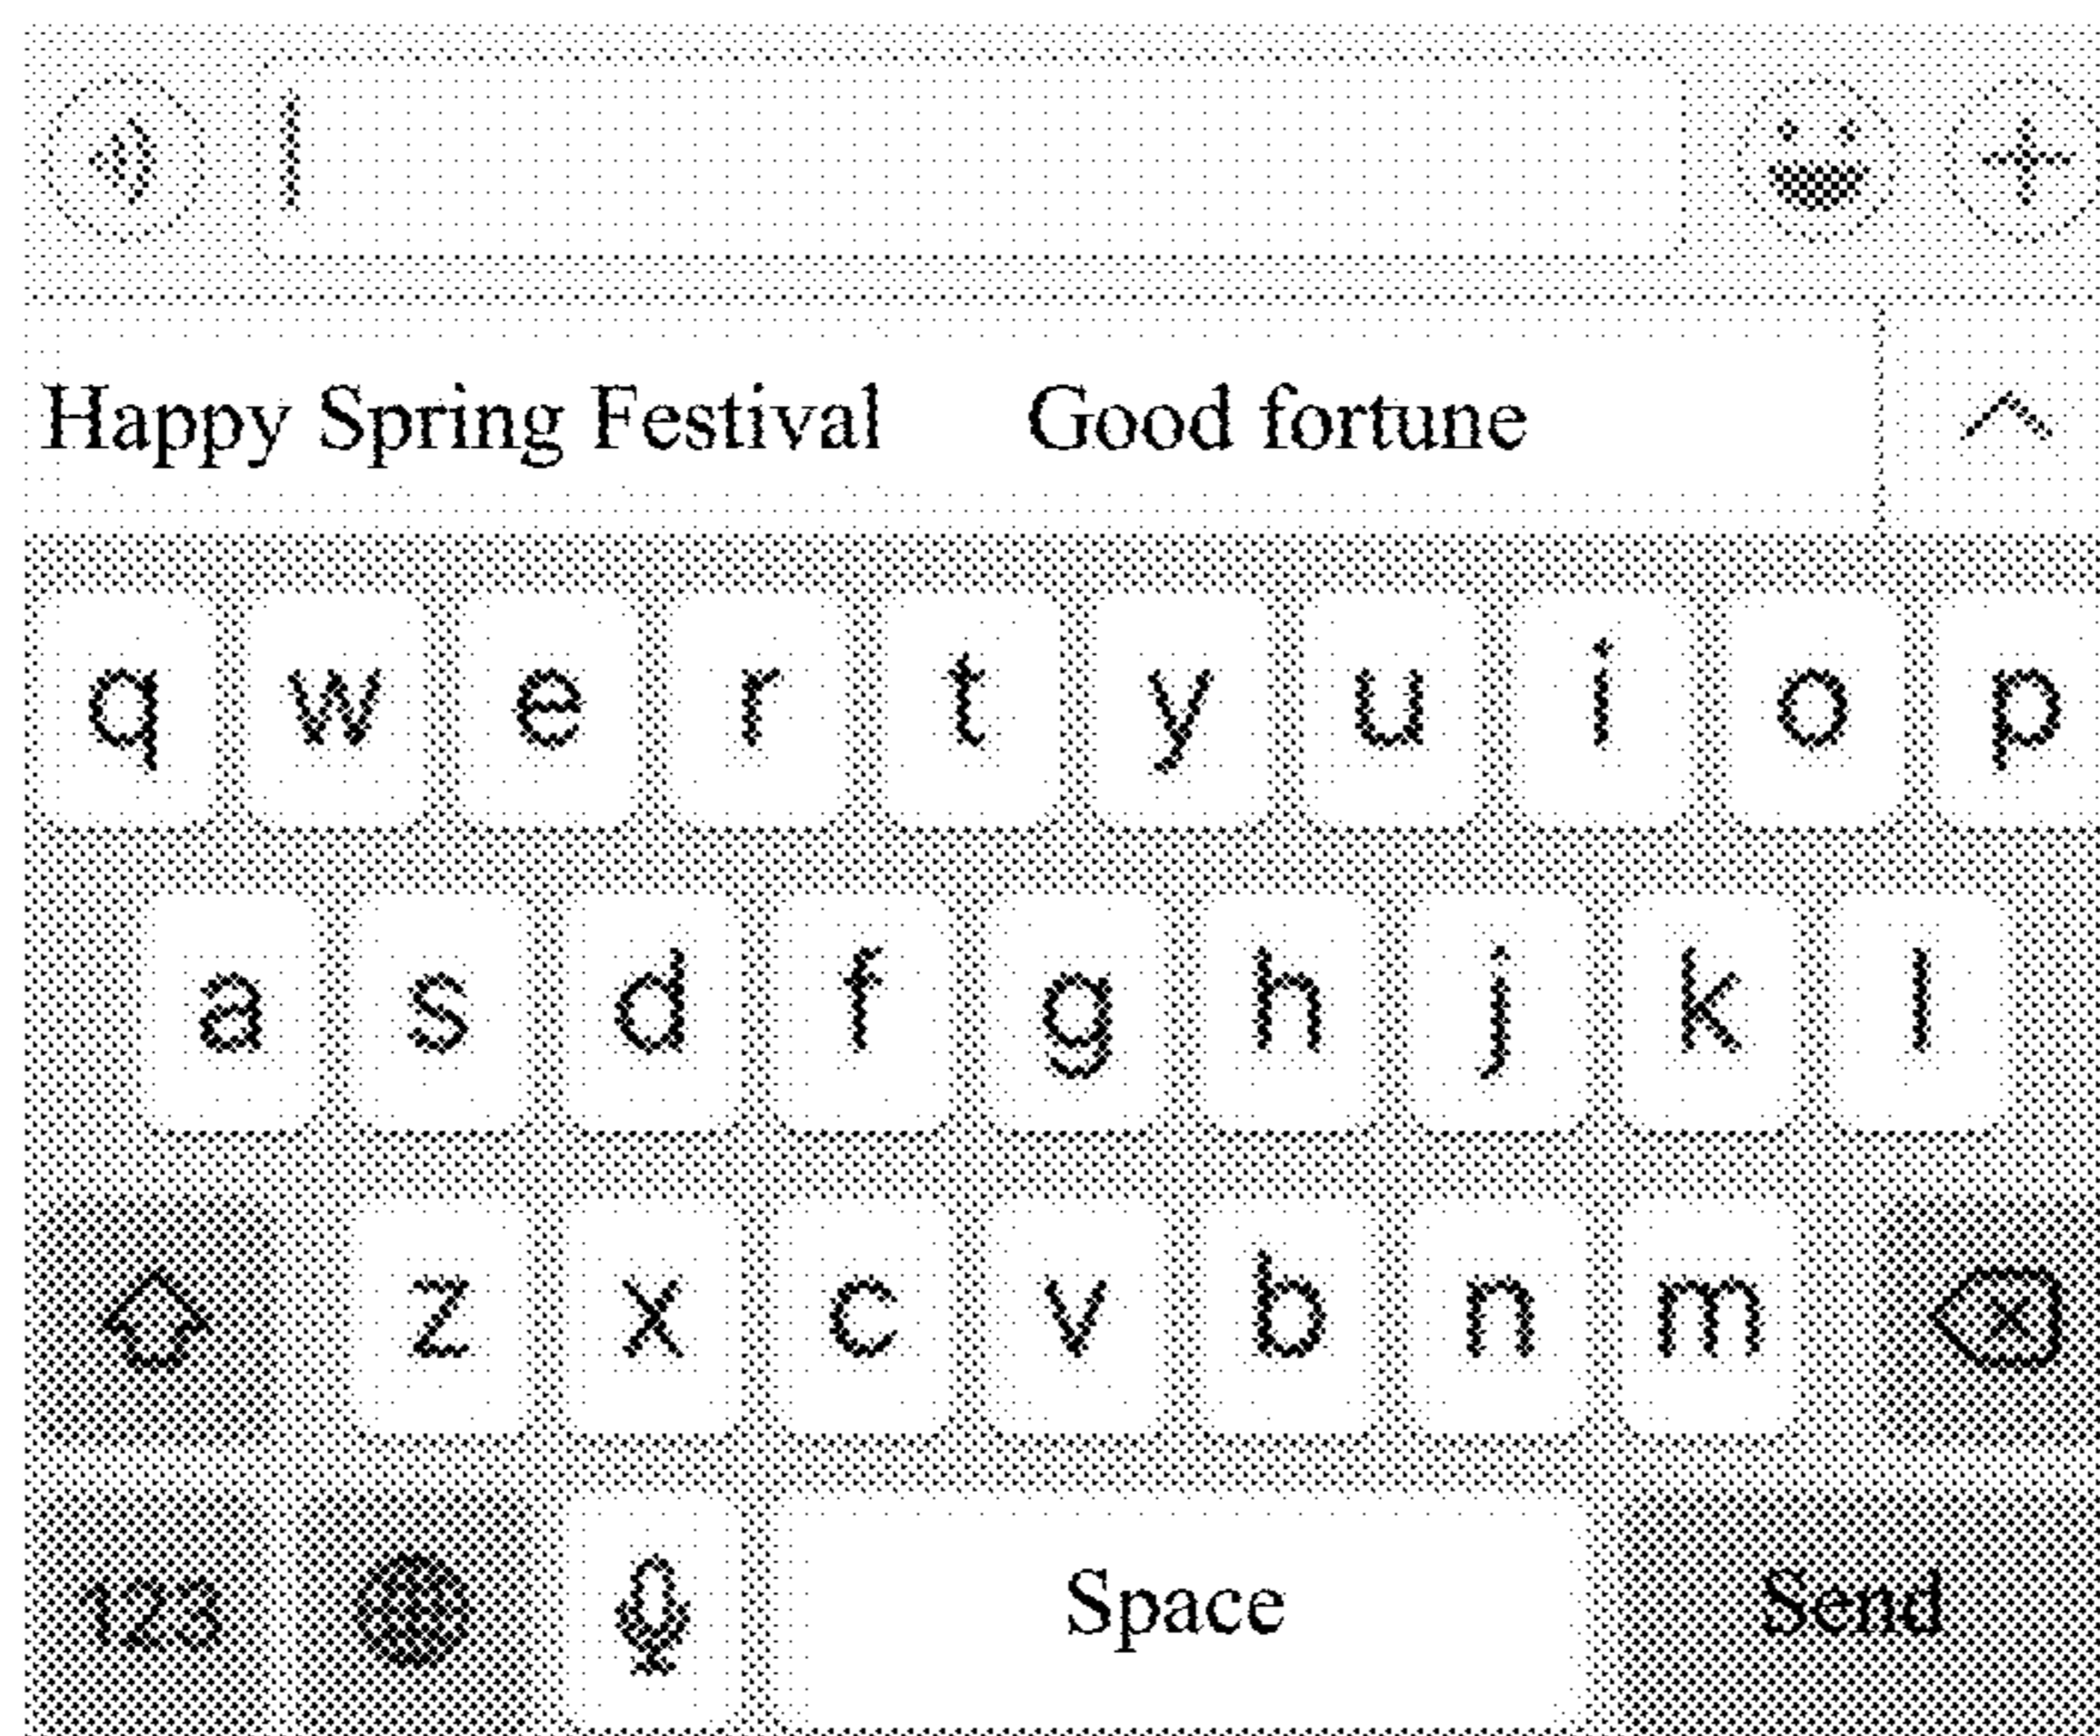 Happy Spring Festival Good fortune
q w e r t y u i o p
a s d f g h j k l
z x c v b n m
123 Space Send